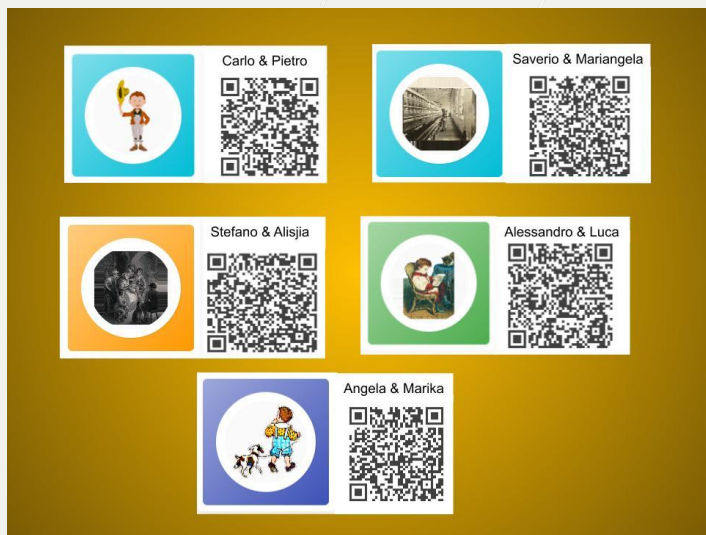 Carlo & Pietro
Saverio & Mariangela
Stefano & Alisjia
Alessandro & Luca
Angela & Marika